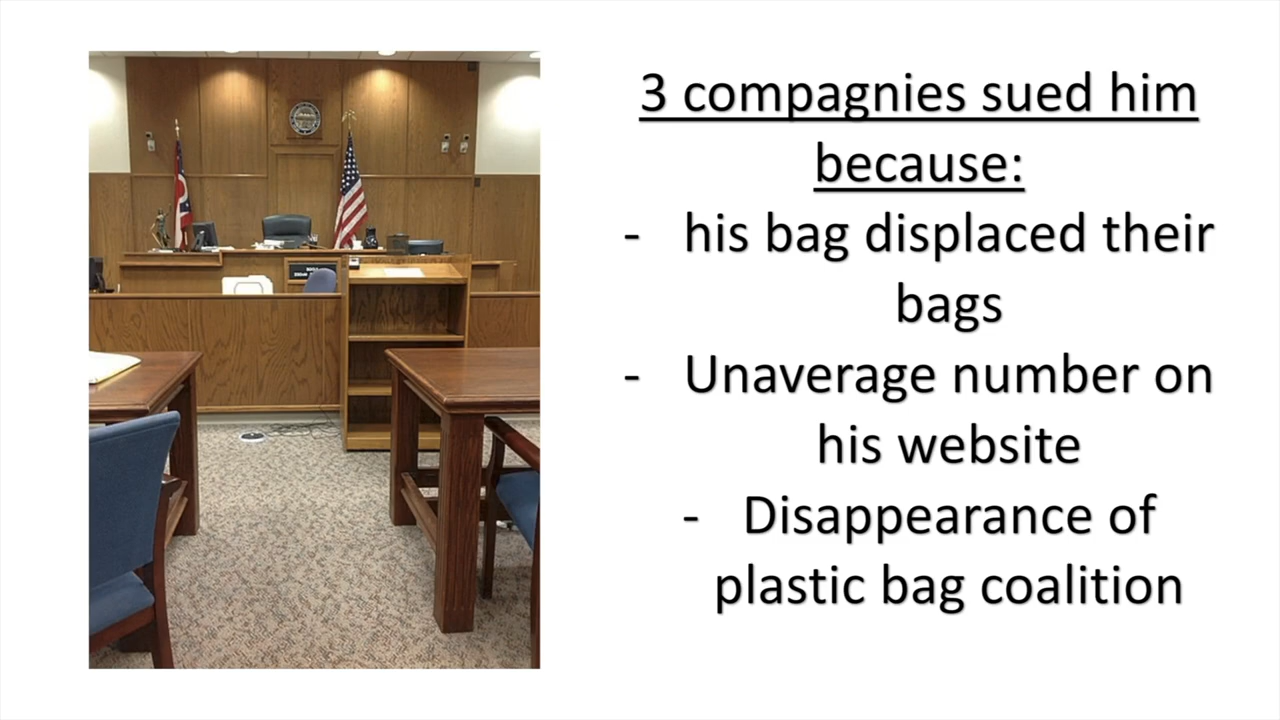 3 compagnies sued him
because:
- his bag displaced their
bags
- Unaverage number on
his website
- Disappearance of
plastic bag coalition